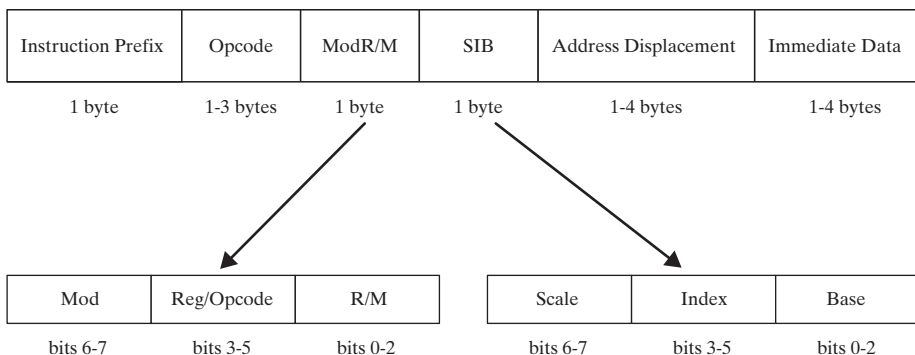 Instruction Prefix Opcode ModR/M SIB Address Displacement Immediate Data
1 byte 1-3 bytes 1 byte 1 byte 1-4 bytes 1-4 bytes
Mod Reg/Opcode R/M Scale Index Base
bits 6-7 bits 3-5 bits 0-2 bits 6-7 bits 3-5 bits 0-2